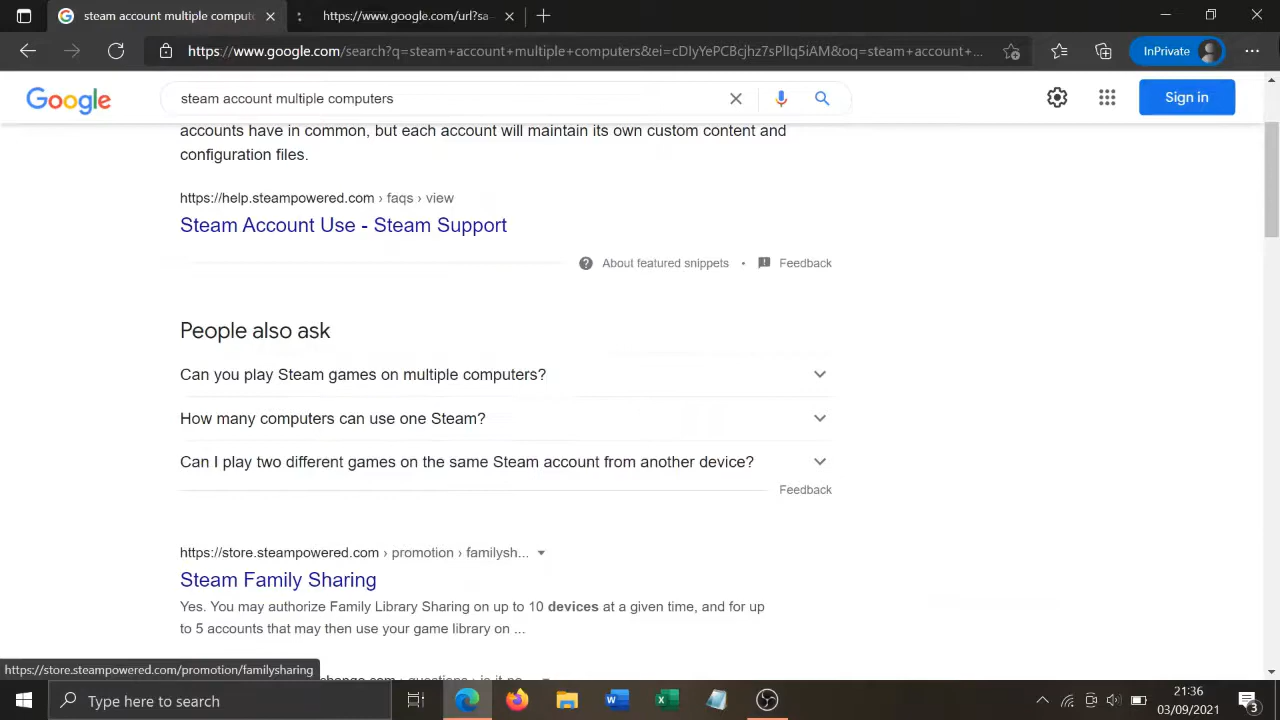 steam account multiple comput
https://www.google.com/url?sa
https://www.google.com/search?q=steam+account+multiple+computers&ei=cDIyYePCBcjhz7sPlIq5iAM&oq=steam+account+...
InPrivate
Google
steam account multiple computers
Sign in
accounts have in common, but each account will maintain its own custom content and
configuration files.
https://help.steampowered.com › faqs › view
Steam Account Use - Steam Support
About featured snippets • Feedback
People also ask
Can you play Steam games on multiple computers?
How many computers can use one Steam?
Can I play two different games on the same Steam account from another device?
Feedback
https://store.steampowered.com › promotion › familysh...
Steam Family Sharing
Yes. You may authorize Family Library Sharing on up to 10 devices at a given time, and for up
to 5 accounts that may then use your game library on ...
https://store.steampowered.com/promotion/familysharing
Type here to search
21:36
03/09/2021
3